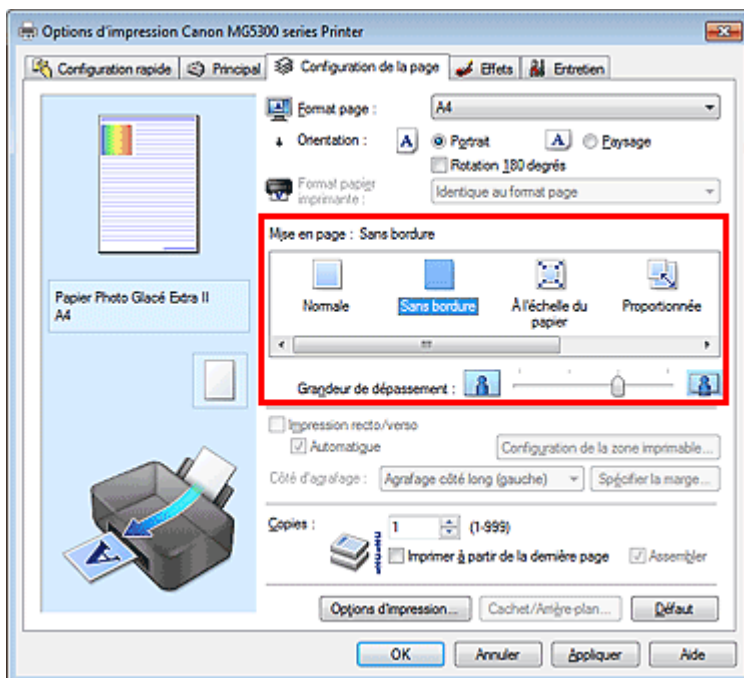 Options d'impression Canon MG5300 series Printer
Configuration rapide Principal Configuration de la page Effets Entretien
Format page : A4
Orientation : A Portrait A Paysage
Rotation 180 degrés
Format papier imprimante : Identique au format page
Mise en page : Sans bordure
Normale Sans bordure À l'échelle du papier Proportionnée
Papier Photo Glacé Extra II
A4
Grandeur de dépassement :
Impression recto/verso
Automatique Configuration de la zone imprimable...
Côté d'agrafage : Agrafage côté long (gauche) Spécifier la marge...
Copies : 1 (1-999)
Imprimer à partir de la dernière page Assembler
Options d'impression... Cachet/Arrière-plan... Défaut
OK Annuler Appliquer Aide